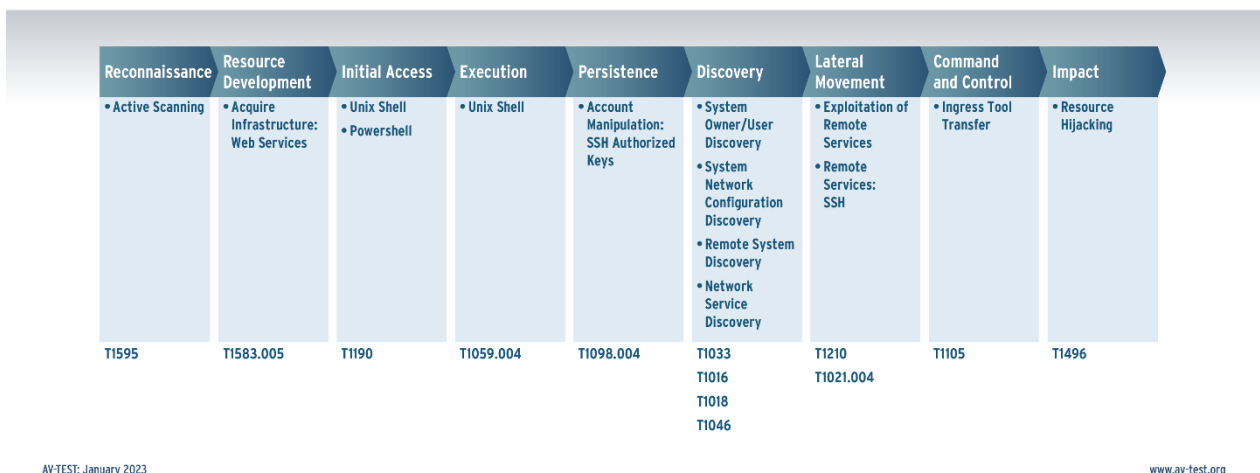 Reconnaissance
Resource
Development
Initial Access
Execution
Persistence
Discovery
Lateral
Movement
Command
and Control
Impact
• Active Scanning
• Acquire
Infrastructure:
Web Services
• Unix Shell
• Powershell
• Unix Shell
• Account
Manipulation:
SSH Authorized
Keys
• System
Owner/User
Discovery
• System
Network
Configuration
Discovery
• Remote System
Discovery
• Network
Service
Discovery
• Exploitation of
Remote
Services
• Remote
Services:
SSH
• Ingress Tool
Transfer
• Resource
Hijacking
T1595
T1583.005
T1190
T1059.004
T1098.004
T1033
T1016
T1018
T1046
T1210
T1021.004
T1105
T1496
AV-TEST: January 2023
www.av-test.org